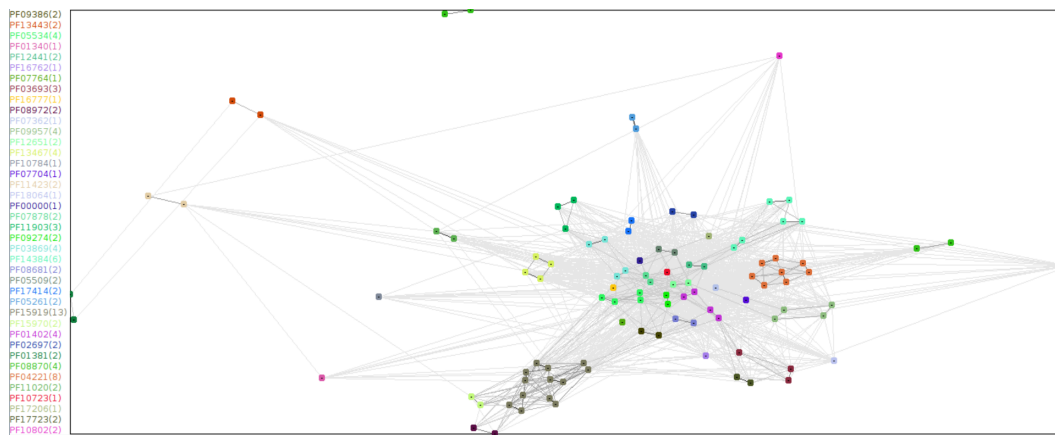 PF09386(2)
PF13443(2)
PF05534(4)
PF01340(1)
PF12441(2)
PF16762(1)
PF07764(1)
PF03693(3)
PF16777(1)
PF08972(2)
PF07362(1)
PF09957(4)
PF12651(2)
PF13467(4)
PF10784(1)
PF07704(1)
PF11423(2)
PF18064(1)
PF00000(1)
PF07878(2)
PF11903(3)
PF09274(2)
PF03869(4)
PF14384(6)
PF08681(2)
PF05509(2)
PF17414(2)
PF05261(2)
PF15919(13)
PF15970(2)
PF01402(4)
PF02697(2)
PF01381(2)
PF08870(4)
PF04221(8)
PF11020(2)
PF10723(1)
PF17206(1)
PF17723(2)
PF10802(2)